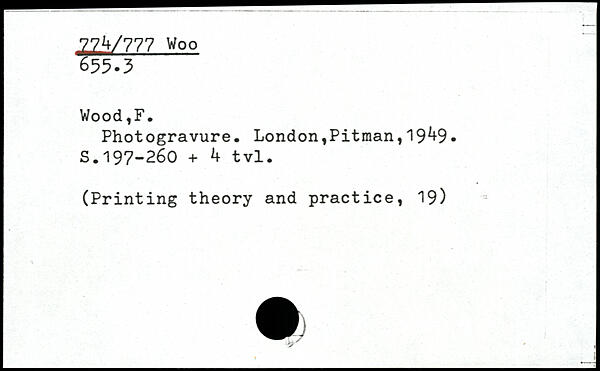 774/777 Woo
655.3
Wood,F.
Photogravure. London,Pitman,1949.
S.197-260 + 4 tvl.
(Printing theory and practice, 19)